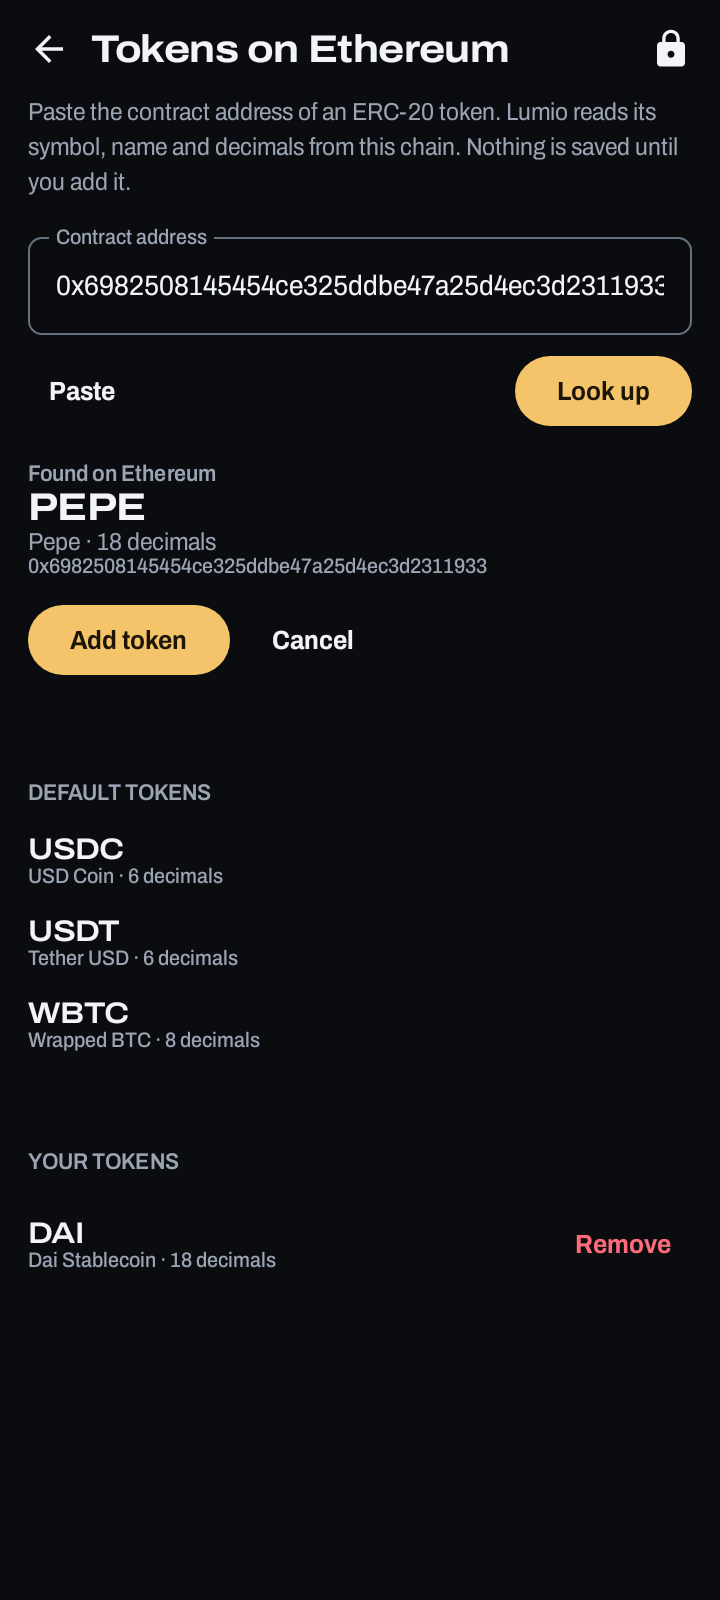 Tokens on Ethereum
Paste the contract address of an ERC-20 token. Lumio reads its
symbol, name and decimals from this chain. Nothing is saved until
you add it.
Contract address
0x6982508145454ce325ddbe47a25d4ec3d2311933
Paste
Look up
Found on Ethereum
PEPE
Pepe · 18 decimals
0x6982508145454ce325ddbe47a25d4ec3d2311933
Add token
Cancel
DEFAULT TOKENS
USDC
USD Coin · 6 decimals
USDT
Tether USD · 6 decimals
WBTC
Wrapped BTC · 8 decimals
YOUR TOKENS
DAI
Dai Stablecoin · 18 decimals
Remove